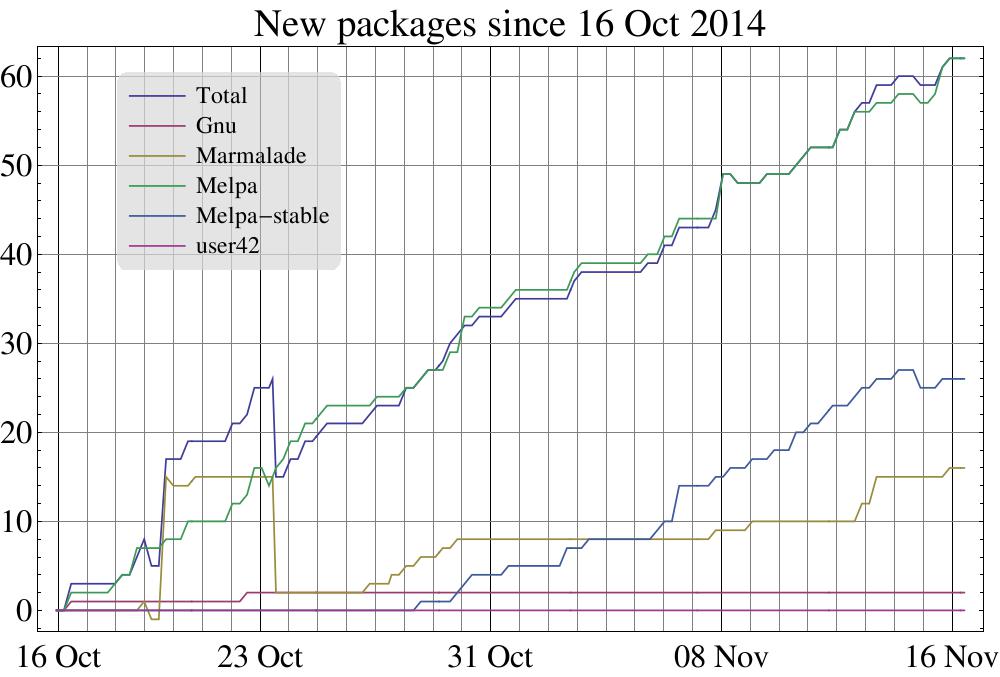 New packages since 16 Oct 2014
60
50
40
30
20
10
0
Total
Gnu
Marmalade
Melpa
Melpa-stable
user42
16 Oct 23 Oct 31 Oct 08 Nov 16 Nov